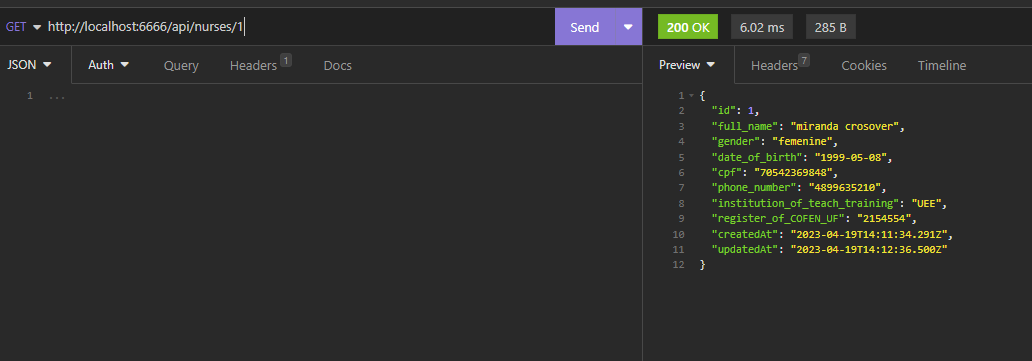 GET http://localhost:6666/api/nurses/1 Send 200 OK 6.02 ms 285 B
JSON Auth Query Headers 1 Docs Preview Headers 7 Cookies Timeline
1 ...
1 {
2 "id": 1,
3 "full_name": "miranda crosover",
4 "gender": "femenine",
5 "date_of_birth": "1999-05-08",
6 "cpf": "70542369848",
7 "phone_number": "4899635210",
8 "institution_of_teach_training": "UEE",
9 "register_of_COFEN_UF": "2154554",
10 "createdAt": "2023-04-19T14:11:34.291Z",
11 "updatedAt": "2023-04-19T14:12:36.500Z"
12 }